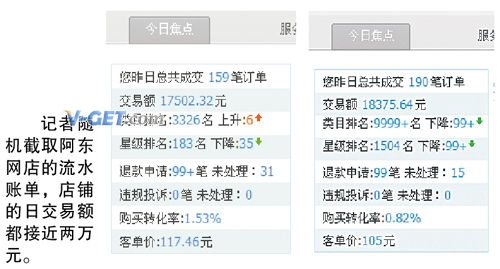 记者随
机截取阿东
网店的流水
账单，店铺
的日交易额
都接近两万
元。
今日焦点
服务
您昨日总共成交 159 笔订单
交易额 17502.32 元
类目排名:3326名 上升:6
星级排名:183名 下降:35
退款申请:99+笔 未处理：31
违规投诉:0笔 未处理：0
购买转化率:1.53%
客单价:117.46元
V-GET.com
今日焦点
服
您昨日总共成交 190 笔订单
交易额 18375.64 元
类目排名:9999+名 下降:99+
星级排名:1504名 下降:99+
退款申请:99笔 未处理：15
违规投诉:0笔 未处理：0
购买转化率:0.82%
客单价:105元